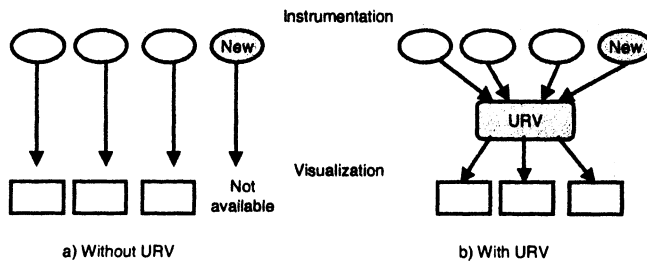 Instrumentation
New
New
URV
Visualization
Not
available
a) Without URV
b) With URV